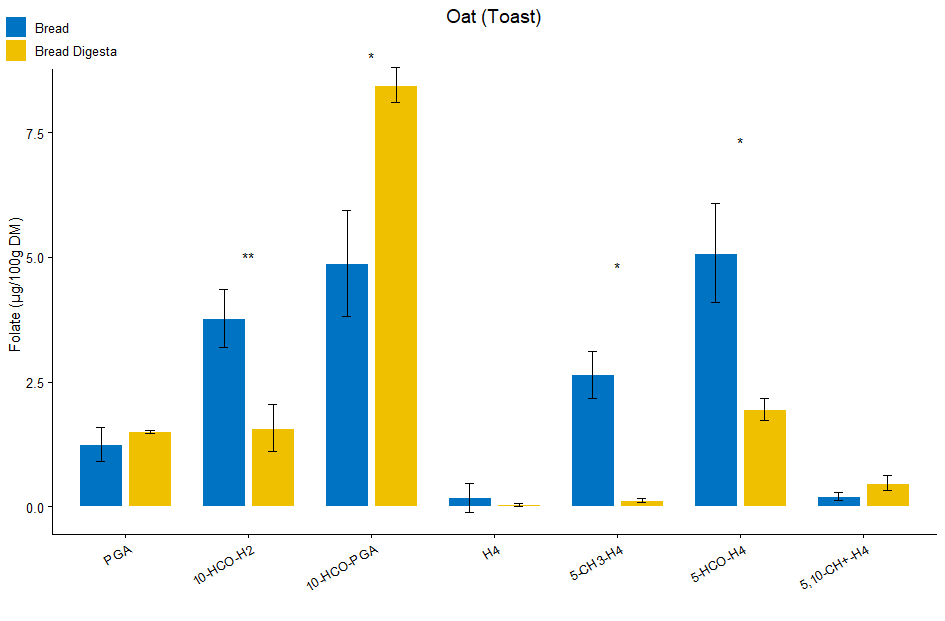 Oat (Toast)
Bread
Bread Digesta
*
**
*
*
7.5
5.0
2.5
0.0
Folate (µg/100g DM)
PGA
10-HCO-H2
10-HCO-PGA
H4
5-CH3-H4
5-HCO-H4
5,10-CH+-H4